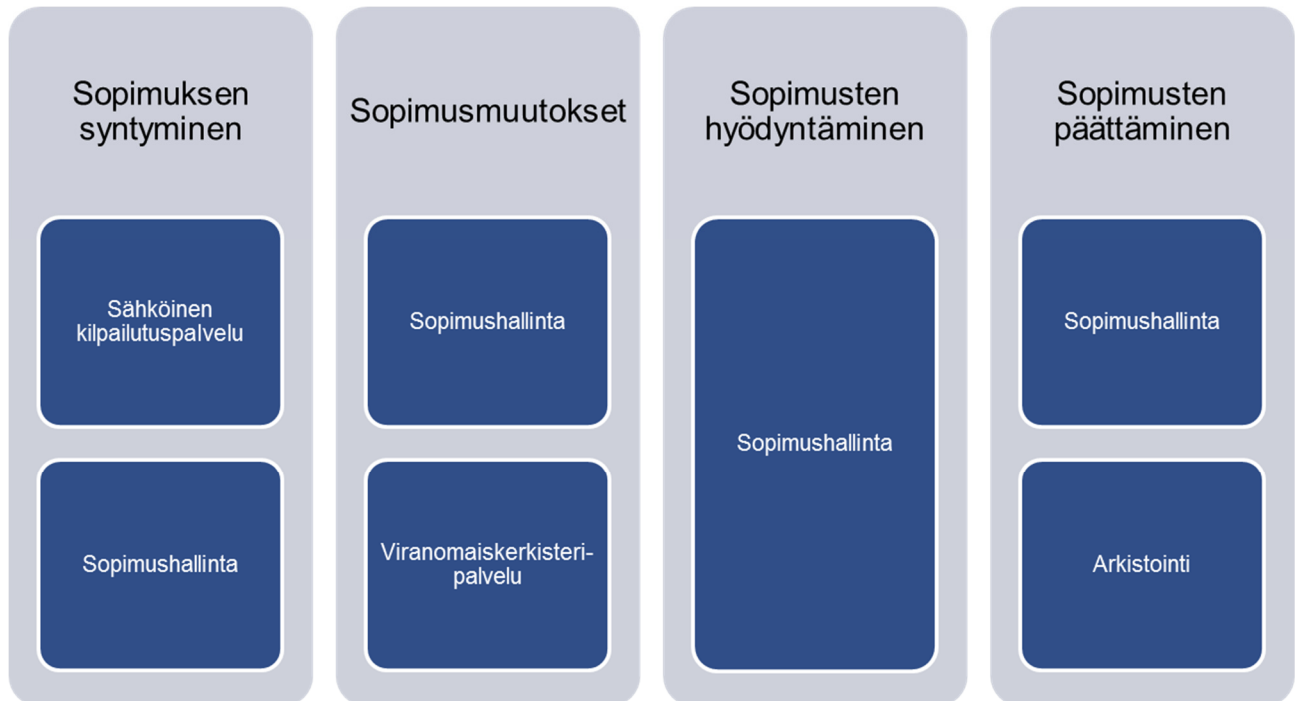 Sopimuksen
syntyminen
Sähköinen
kilpailutuspalvelu
Sopimushallinta
Sopimusmuutokset
Sopimushallinta
Viranomaiskerkisteri-
palvelu
Sopimusten
hyödyntäminen
Sopimushallinta
Sopimusten
päättäminen
Sopimushallinta
Arkistointi